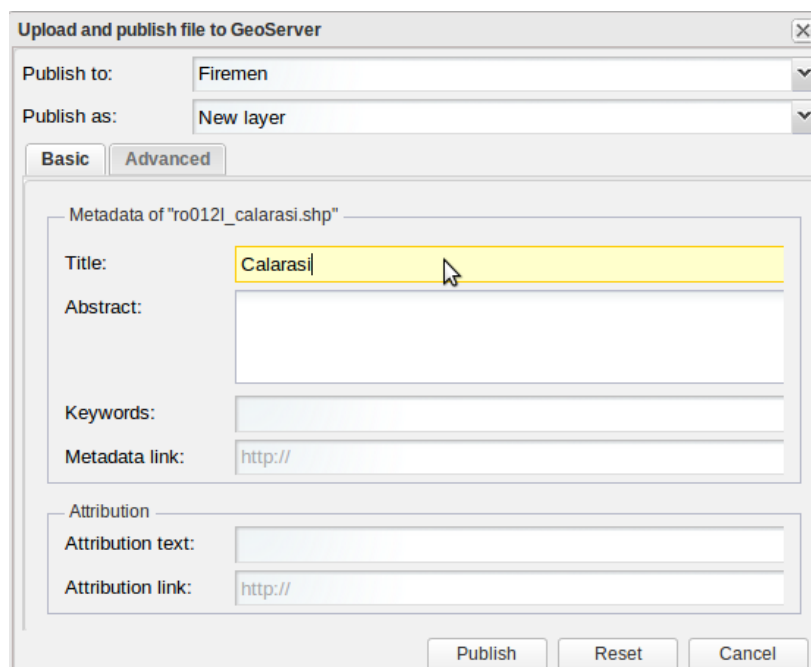 Upload and publish file to GeoServer
Publish to: Firemen
Publish as: New layer
Basic Advanced
Metadata of "ro012l_calarasi.shp"
Title: Calarasi
Abstract:
Keywords:
Metadata link: http://
Attribution
Attribution text:
Attribution link: http://
Publish Reset Cancel